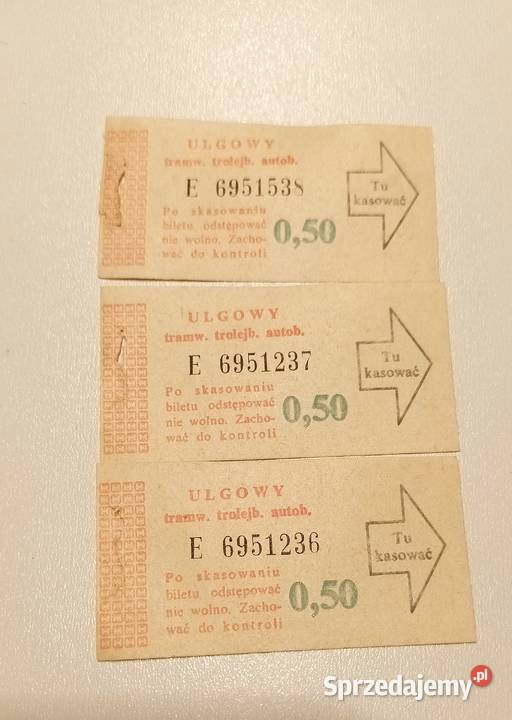 ULGOWY
tramw. trolejb. autob.
E 6951538
Po skasowaniu
biletu odstępować
nie wolno. Zacho-
wać do kontroli
0,50
Tu
kasować
ULGOWY
tramw. trolejb. autob.
E 6951237
Po skasowaniu
biletu odstępować
nie wolno. Zacho-
wać do kontroli
0,50
Tu
kasować
ULGOWY
tramw. trolejb. autob.
E 6951236
Po skasowaniu
biletu odstępować
nie wolno. Zacho-
wać do kontroli
0,50
Tu
kasować
Sprzedajemy.pl